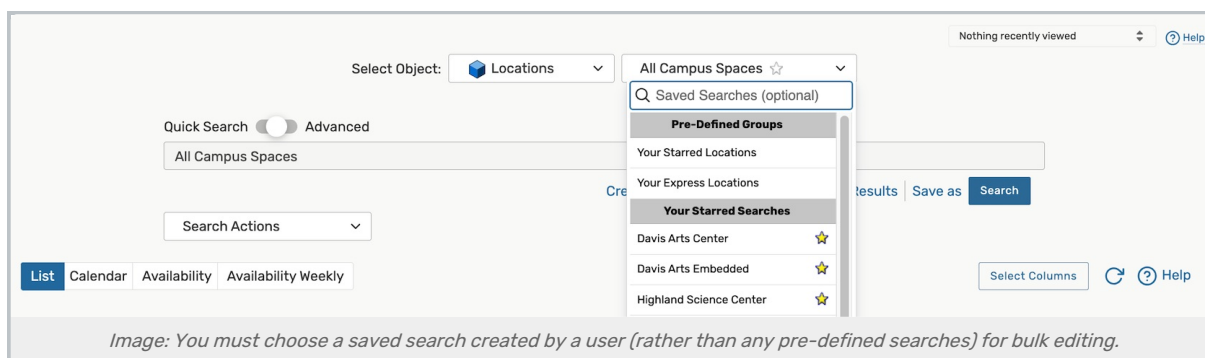 Nothing recently viewed
Help
Select Object: Locations All Campus Spaces
Saved Searches (optional)
Quick Search Advanced
Pre-Defined Groups
All Campus Spaces
Your Starred Locations
Your Express Locations
Save as Search
Your Starred Searches
Search Actions
Davis Arts Center
List Calendar Availability Availability Weekly
Davis Arts Embedded
Select Columns Help
Highland Science Center
Image: You must choose a saved search created by a user (rather than any pre-defined searches) for bulk editing.